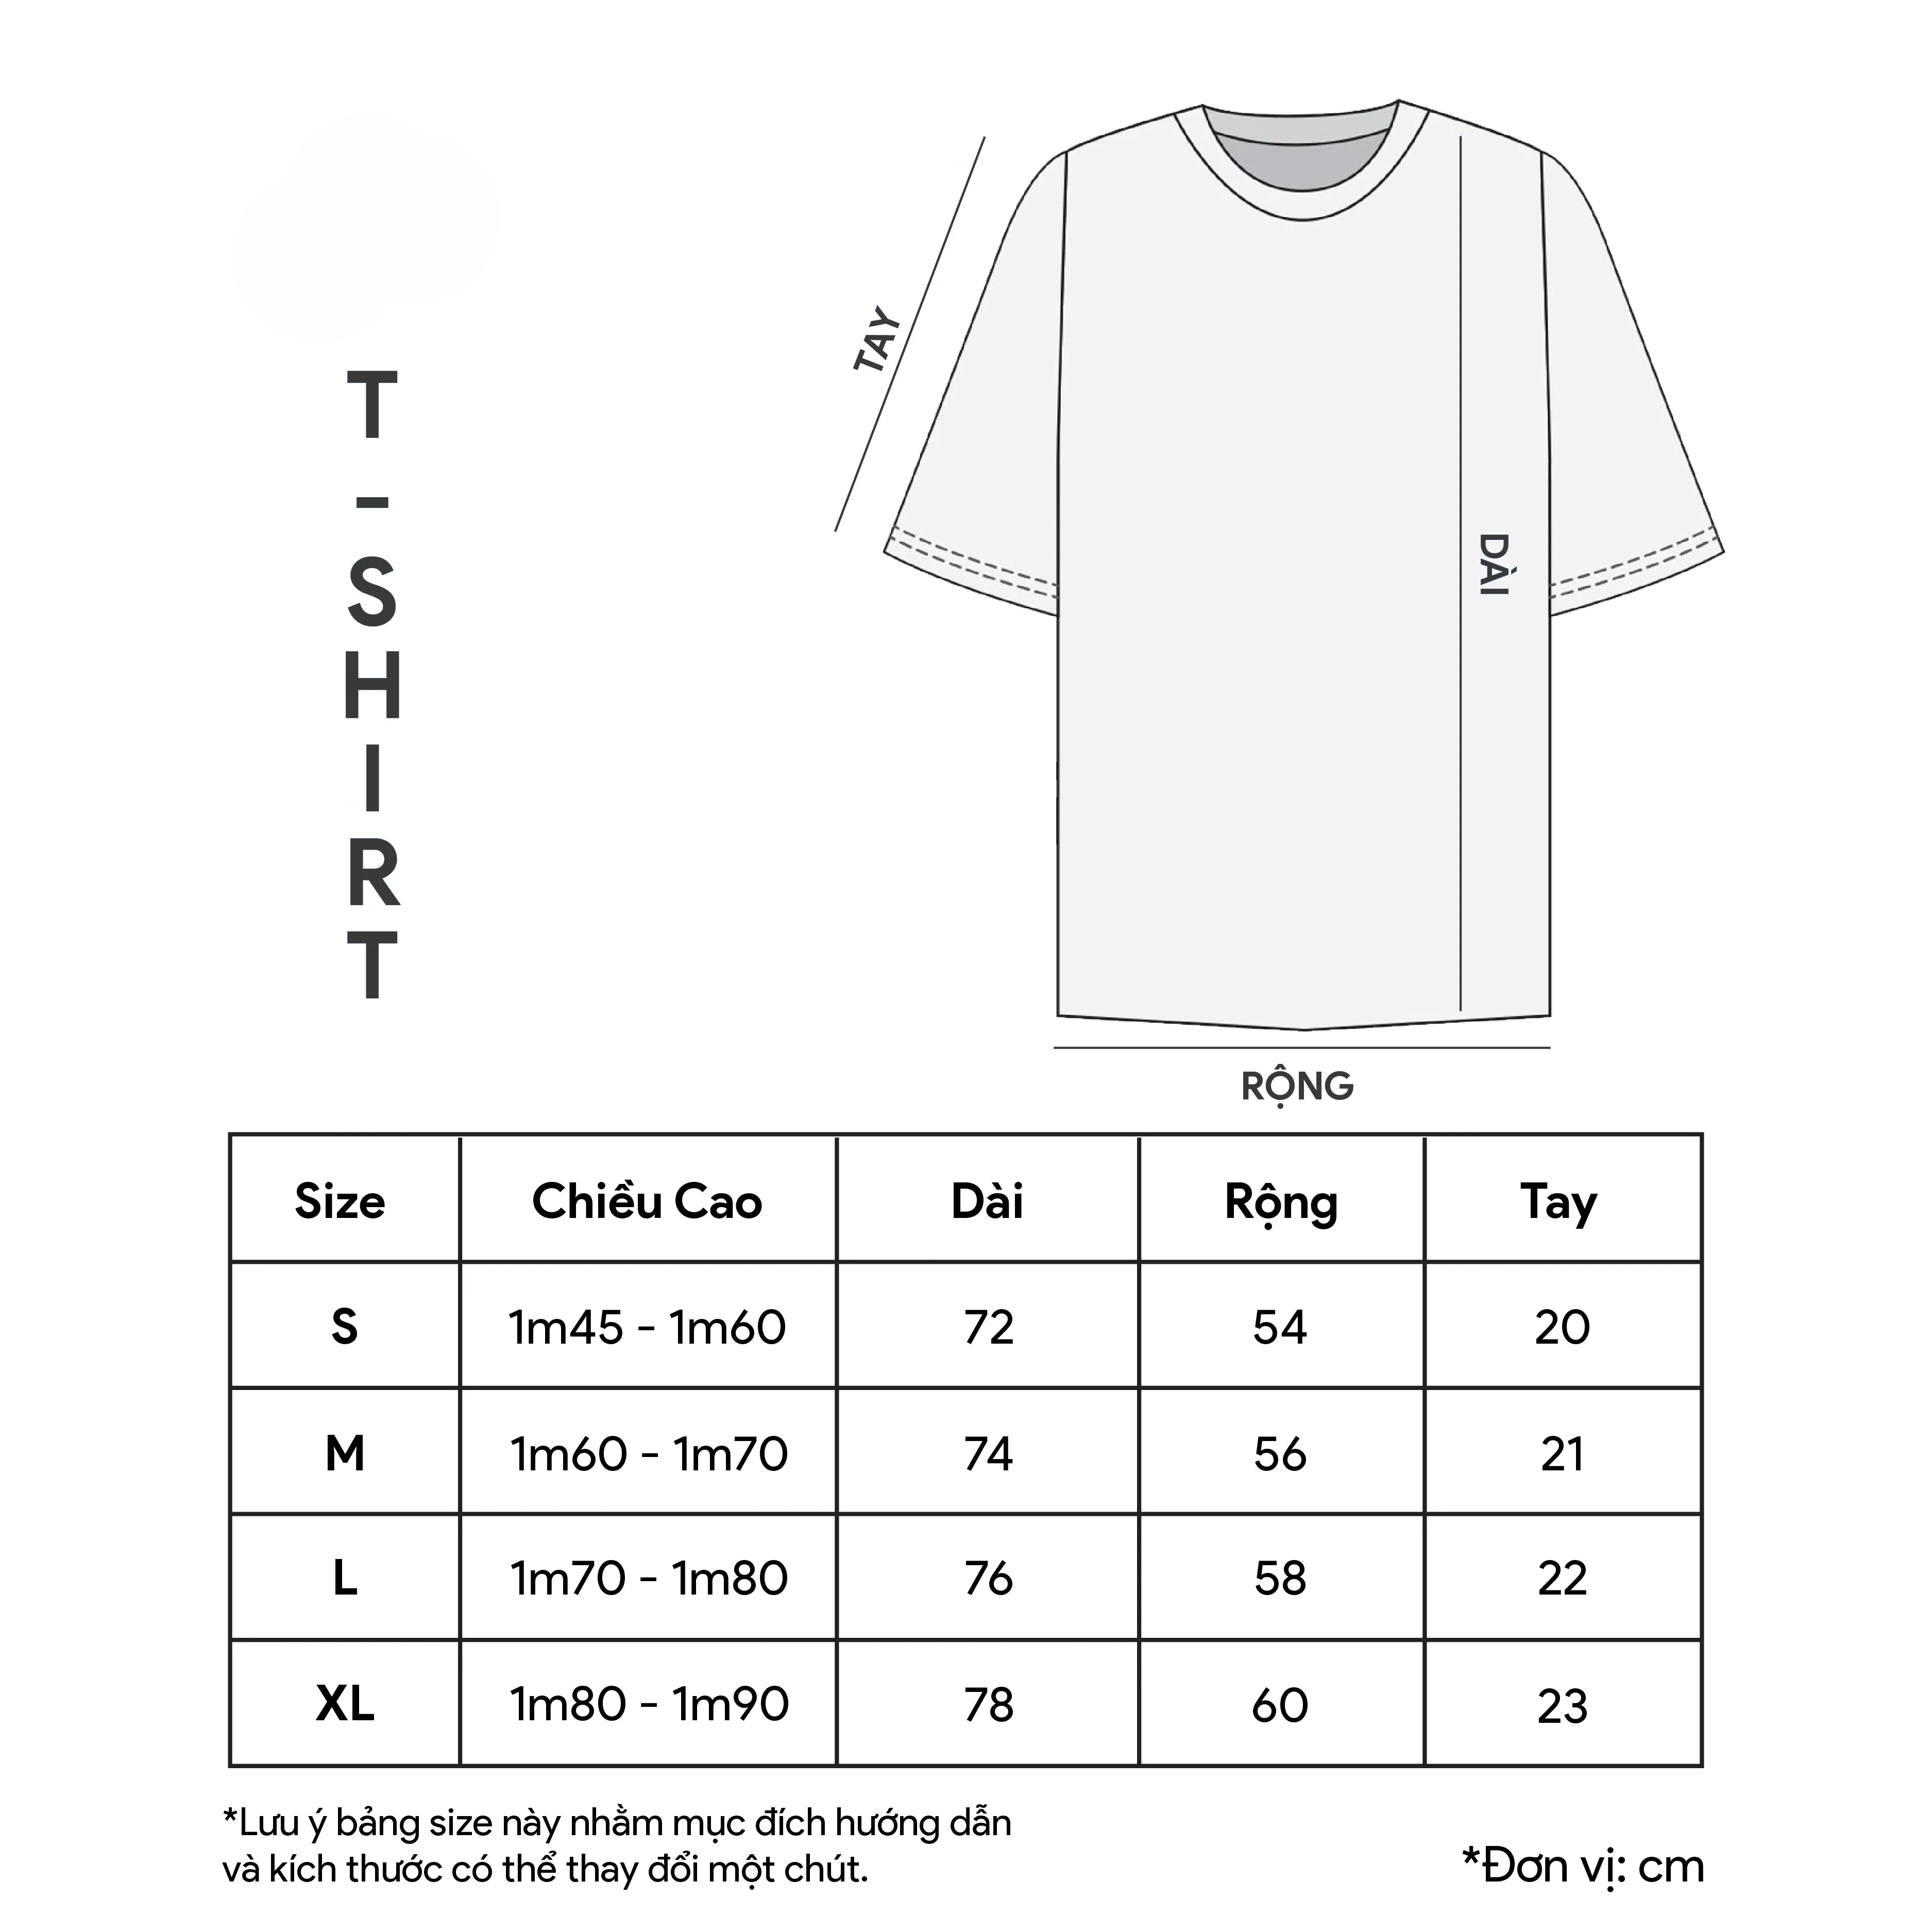 T
-
S
H
I
R
T
TAY
DÀI
RỘNG
Size Chiều Cao Dài Rộng Tay
S 1m45 - 1m60 72 54 20
M 1m60 - 1m70 74 56 21
L 1m70 - 1m80 76 58 22
XL 1m80 - 1m90 78 60 23
*Lưu ý bảng size này nhằm mục đích hướng dẫn
và kích thước có thể thay đổi một chút.
*Đơn vị: cm